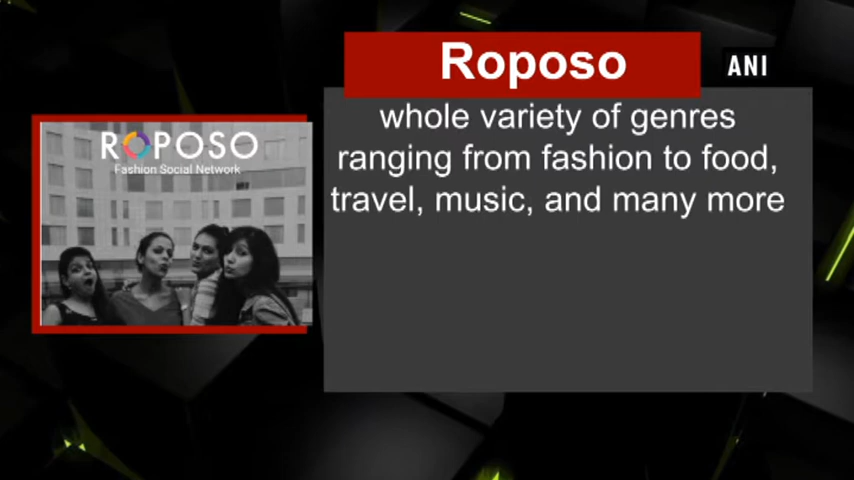 Roposo
ANI
whole variety of genres
ranging from fashion to food,
travel, music, and many more
ROPOSO
Fashion Social Network